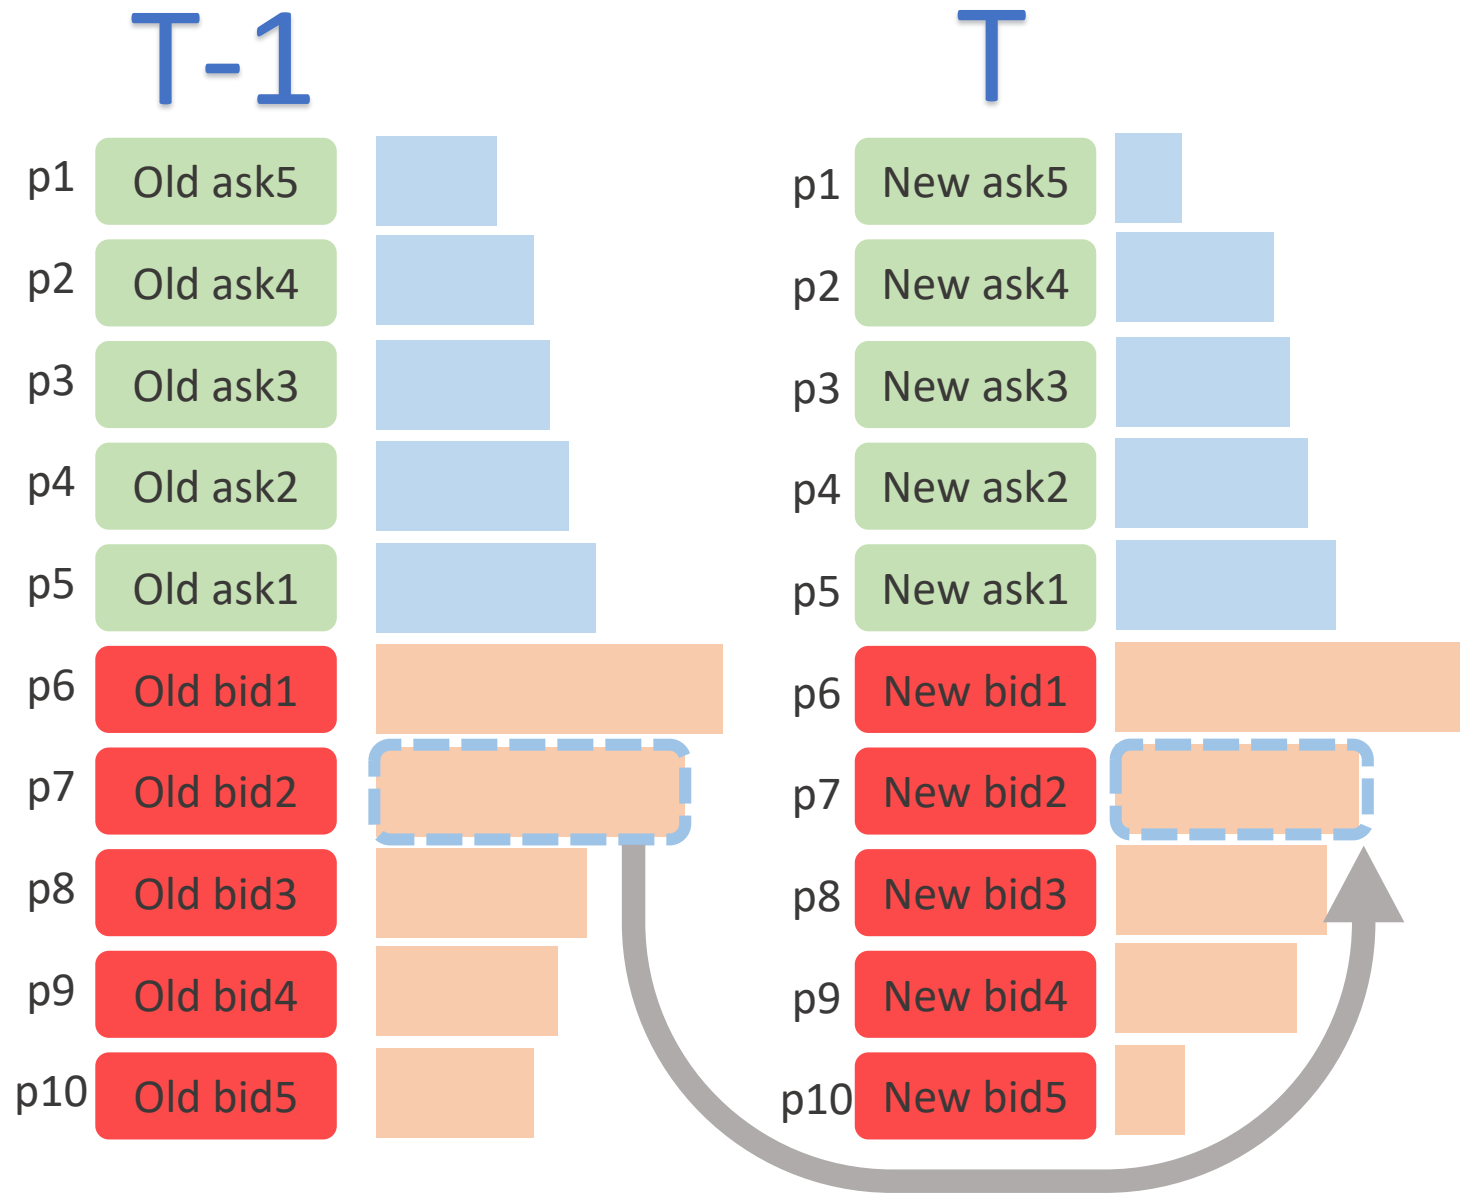 T-1
p1 Old ask5
p2 Old ask4
p3 Old ask3
p4 Old ask2
p5 Old ask1
p6 Old bid1
p7 Old bid2
p8 Old bid3
p9 Old bid4
p10 Old bid5
T
p1 New ask5
p2 New ask4
p3 New ask3
p4 New ask2
p5 New ask1
p6 New bid1
p7 New bid2
p8 New bid3
p9 New bid4
p10 New bid5